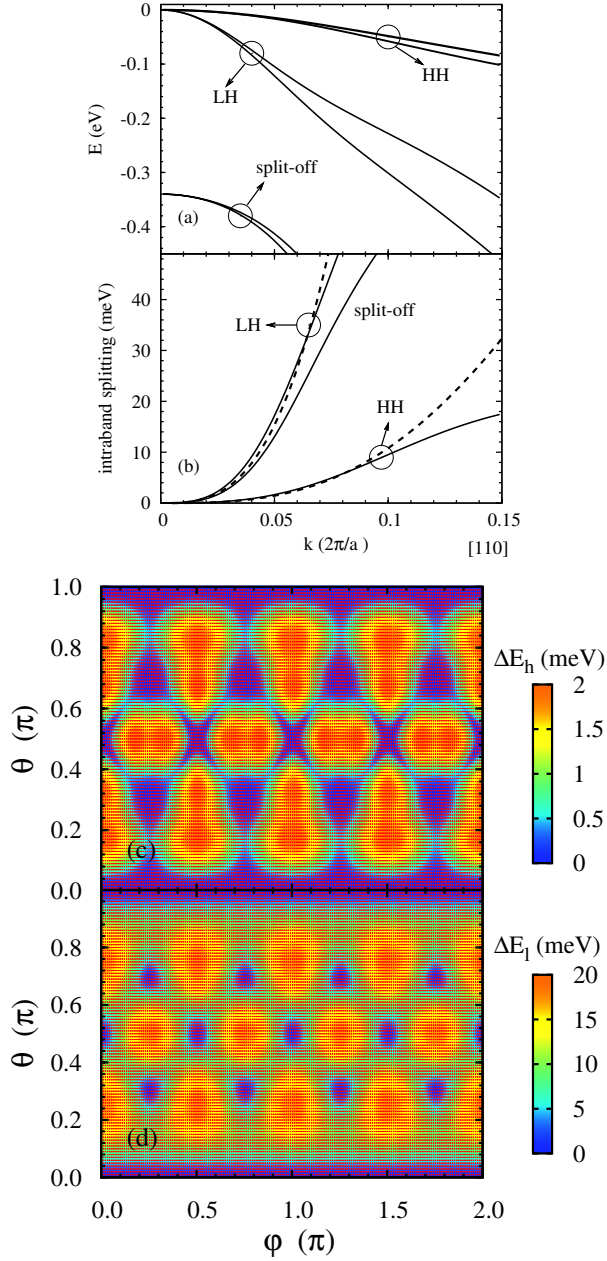 0
-0.1
-0.2
-0.3
-0.4
E (eV)
LH
HH
split-off
(a)
40
30
20
10
0
intraband splitting (meV)
LH
split-off
HH
(b)
0
0.05
0.1
0.15
k (2π/a )
[110]
1.0
0.8
0.6
0.4
0.2
0.0
θ (π)
(c)
ΔE_h (meV)
2
1
0
0.8
0.6
0.4
0.2
0.0
θ (π)
(d)
ΔE_l (meV)
20
15
10
5
0
0.0
0.5
1.0
1.5
2.0
φ (π)